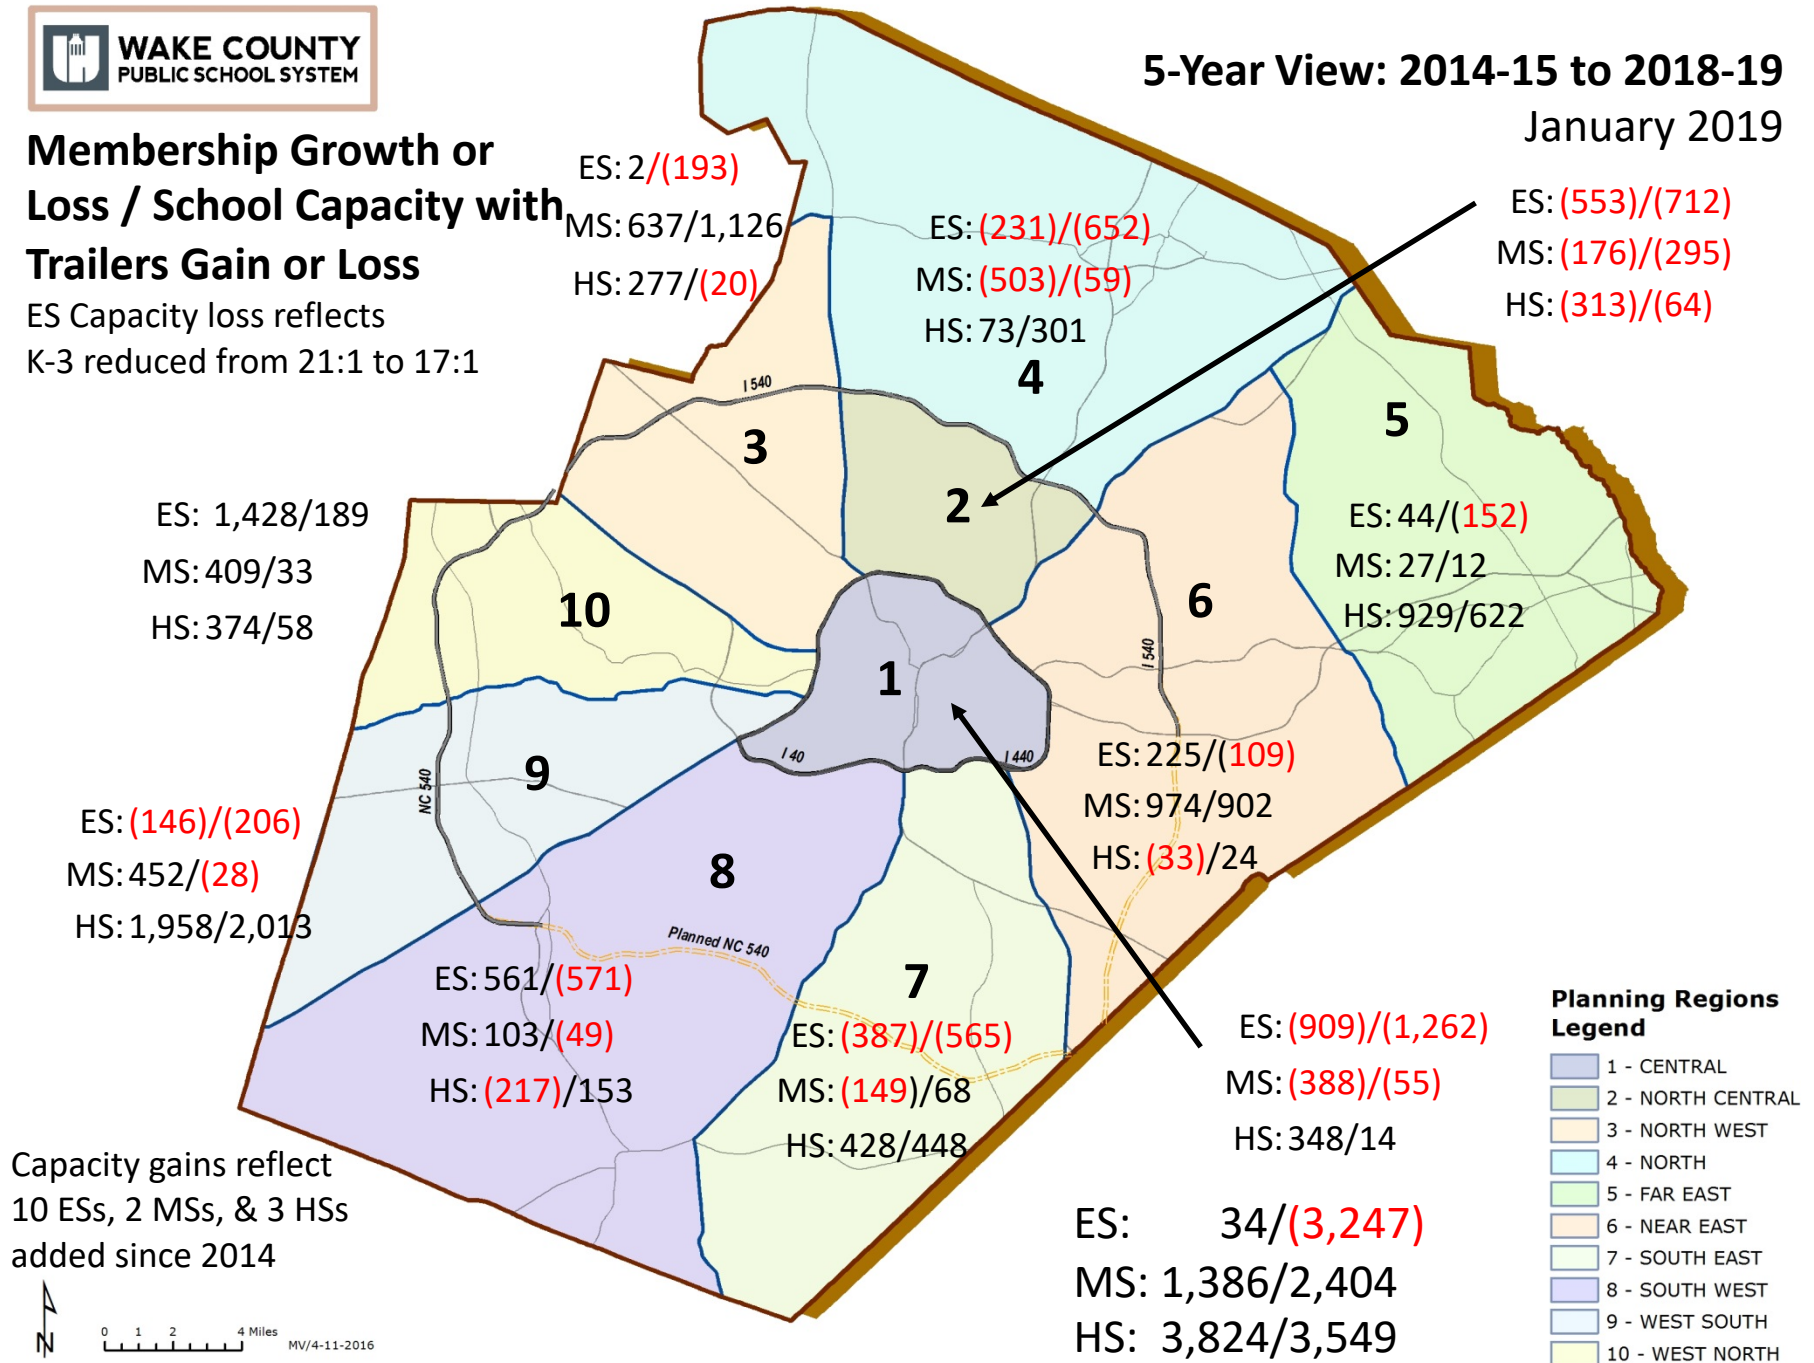 WAKE COUNTY
PUBLIC SCHOOL SYSTEM
5-Year View: 2014-15 to 2018-19
January 2019
Membership Growth or
Loss / School Capacity with
Trailers Gain or Loss
ES Capacity loss reflects
K-3 reduced from 21:1 to 17:1
ES: 2/(193)
MS: 637/1,126
HS: 277/(20)
ES: (231)/(652)
MS: (503)/(59)
HS: 73/301
4
ES: (553)/(712)
MS: (176)/(295)
HS: (313)/(64)
I 540
3
2
5
ES: 44/(152)
MS: 27/12
HS: 929/622
ES: 1,428/189
MS: 409/33
HS: 374/58
10
6
I 540
1
I 40
I 440
ES: 225/(109)
MS: 974/902
HS: (33)/24
9
NC 540
ES: (146)/(206)
MS: 452/(28)
HS: 1,958/2,013
8
Planned NC 540
ES: 561/(571)
MS: 103/(49)
HS: (217)/153
7
ES: (387)/(565)
MS: (149)/68
HS: 428/448
ES: (909)/(1,262)
MS: (388)/(55)
HS: 348/14
Capacity gains reflect
10 ESs, 2 MSs, & 3 HSs
added since 2014
ES: 34/(3,247)
MS: 1,386/2,404
HS: 3,824/3,549
Planning Regions
Legend
1 - CENTRAL
2 - NORTH CENTRAL
3 - NORTH WEST
4 - NORTH
5 - FAR EAST
6 - NEAR EAST
7 - SOUTH EAST
8 - SOUTH WEST
9 - WEST SOUTH
10 - WEST NORTH
N
0 1 2 4 Miles
MV/4-11-2016